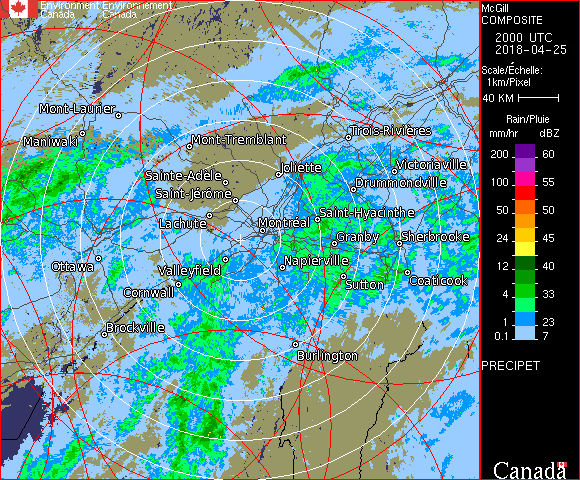 Environment Environnement
Canada Canada
McGill
COMPOSITE
2000 UTC
2018-04-25
Scale/Échelle:
1km/Pixel
40 KM
Rain/Pluie
mm/hr dBZ
200 60
100 55
50 50
24 45
12 40
4 33
1 23
0.1 7
PRECIPET
Canada
Mont-Laurier
Maniwaki
Mont-Tremblant
Trois-Rivières
Victoriaville
Joliette
Sainte-Adèle
Drummondville
Saint-Jérôme
Lachute
Saint-Hyacinthe
Montréal
Granby
Sherbrooke
Ottawa
Valleyfield
Napierville
Coaticook
Sutton
Cornwall
Brockville
Burlington